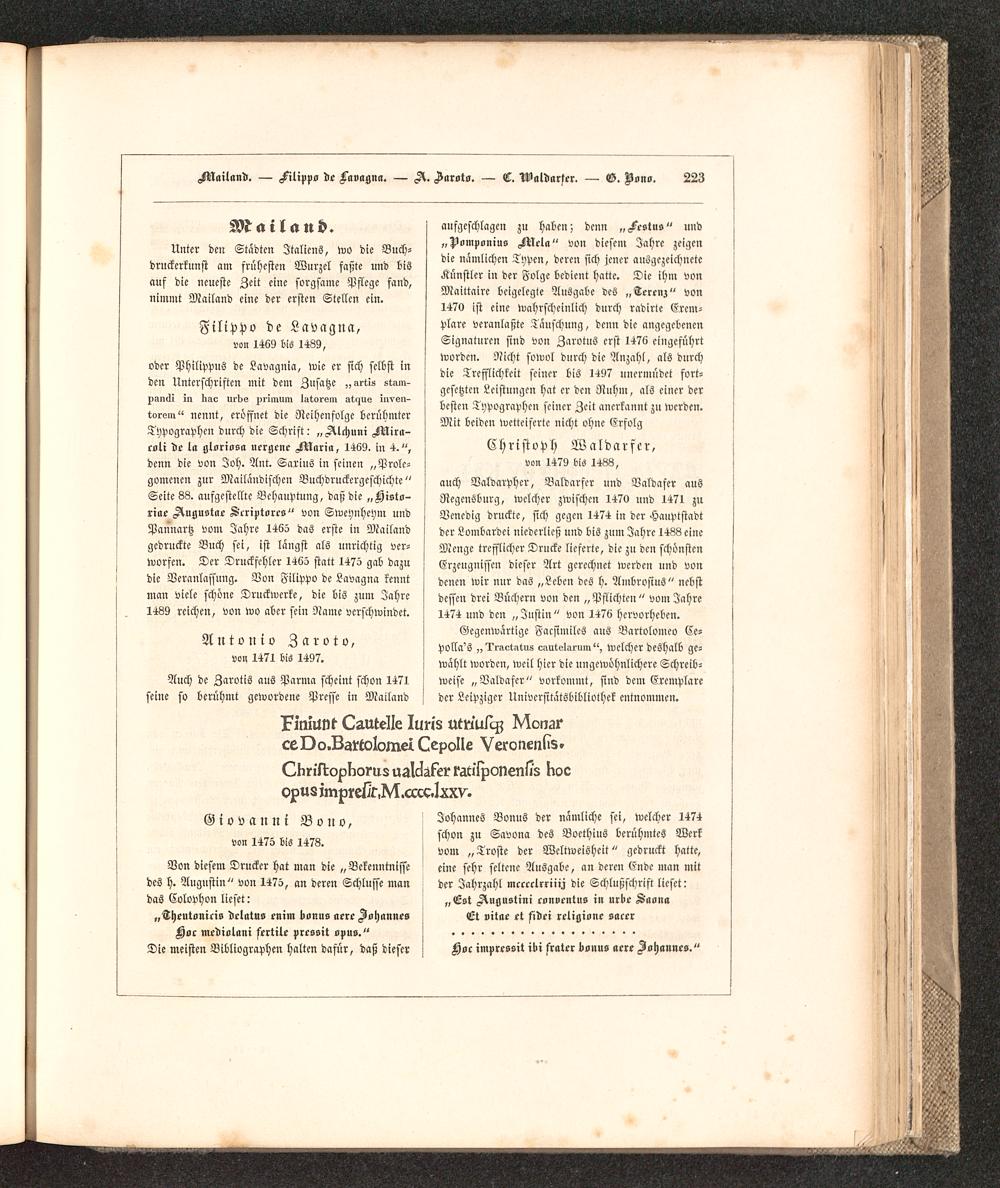 Mailand. — Filippo de Lavagna. — A. Zaroto. — C. Waldarfer. — G. Bono. 223
Mailand.
Unter den Städten Italiens, wo die Buch=
druckerkunst am frühesten Wurzel faßte und bis
auf die neueste Zeit eine sorgsame Pflege fand,
nimmt Mailand eine der ersten Stellen ein.
Filippo de Lavagna,
von 1469 bis 1489,
oder Philippus de Lavagnia, wie er sich selbst in
den Unterschriften mit dem Zusatze „artis stam-
pandi in hac urbe primum latorem atque inven-
torem“ nennt, eröffnet die Reihenfolge berühmter
Typographen durch die Schrift: „Alchuni Mira=
coli de la gloriosa vergene Maria, 1469. in 4.“,
denn die von Joh. Ant. Saxius in seinen „Prole=
gomenen zur Mailändischen Buchdruckergeschichte“
Seite 88. aufgestellte Behauptung, daß die „Histo=
riae Augustae Scriptores“ von Sweynheym und
Pannartz vom Jahre 1465 das erste in Mailand
gedruckte Buch sei, ist längst als unrichtig ver=
worfen. Der Druckfehler 1465 statt 1475 gab dazu
die Veranlassung. Von Filippo de Lavagna kennt
man viele schöne Druckwerke, die bis zum Jahre
1489 reichen, von wo aber sein Name verschwindet.
Antonio Zaroto,
von 1471 bis 1497.
Auch de Zarotis aus Parma scheint schon 1471
seine so berühmt gewordene Presse in Mailand
aufgeschlagen zu haben; denn „Festus“ und
„Pomponius Mela“ von diesem Jahre zeigen
die nämlichen Typen, deren sich jener ausgezeichnete
Künstler in der Folge bedient hatte. Die ihm von
Maittaire beigelegte Ausgabe des „Terenz“ von
1470 ist eine wahrscheinlich durch radirte Exem=
plare veranlaßte Täuschung, denn die angegebenen
Signaturen sind von Zarotus erst 1476 eingeführt
worden. Nicht sowol durch die Anzahl, als durch
die Trefflichkeit seiner bis 1497 unermüdet fort=
gesetzten Leistungen hat er den Ruhm, als einer der
besten Typographen seiner Zeit anerkannt zu werden.
Mit beiden wetteiferte nicht ohne Erfolg
Christoph Waldarfer,
von 1479 bis 1488,
auch Valdarpher, Valdarfer und Valdafer aus
Regensburg, welcher zwischen 1470 und 1471 zu
Venedig druckte, sich gegen 1474 in der Hauptstadt
der Lombardei niederließ und bis zum Jahre 1488 eine
Menge trefflicher Drucke lieferte, die zu den schönsten
Erzeugnissen dieser Art gerechnet werden und von
denen wir nur das „Leben des h. Ambrosius“ nebst
dessen drei Büchern von den „Pflichten“ vom Jahre
1474 und den „Justin“ von 1476 hervorheben.
Gegenwärtige Facsimiles aus Bartolomeo Ce=
polla's „Tractatus cautelarum“, welcher deshalb ge=
wählt worden, weil hier die ungewöhnlichere Schreib=
weise „Valdafer“ vorkommt, sind dem Exemplare
der Leipziger Universitätsbibliothek entnommen.
Finiunt Cautelle Iuris utriusqꝫ Monar
ce Do. Bartolomei Cepolle Veronensis.
Christophorus ualdafer ratisponensis hoc
opus impresit. M.cccc.lxxv.
Giovanni Bono,
von 1475 bis 1478.
Von diesem Drucker hat man die „Bekenntnisse
des h. Augustin“ von 1475, an deren Schlusse man
das Colophon lieset:
„Theutonicis delatus enim bonus aere Johannes
Hoc mediolani fertile pressit opus.“
Die meisten Bibliographen halten dafür, daß dieser
Johannes Bonus der nämliche sei, welcher 1474
schon zu Savona des Boethius berühmtes Werk
vom „Troste der Weltweisheit“ gedruckt hatte,
eine sehr seltene Ausgabe, an deren Ende man mit
der Jahrzahl mcccclxxiiij die Schlußschrift lieset:
„Est Augustini conventus in urbe Saona
Et vitae et fidei religione sacer
. . . . . . . . . . . . . . . . . .
Hoc impressit ibi frater bonus aere Johannes.“